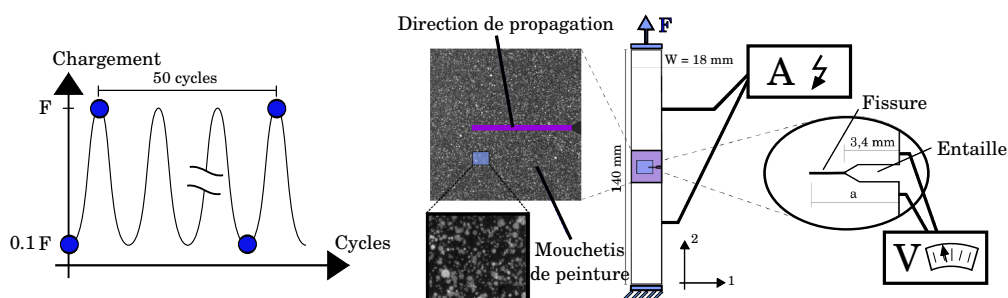 Chargement
50 cycles
F
0.1 F
Cycles
Direction de propagation
F
W = 18 mm
A
140 mm
Fissure
3,4 mm
Entaille
a
V
Mouchetis
de peinture
2
1